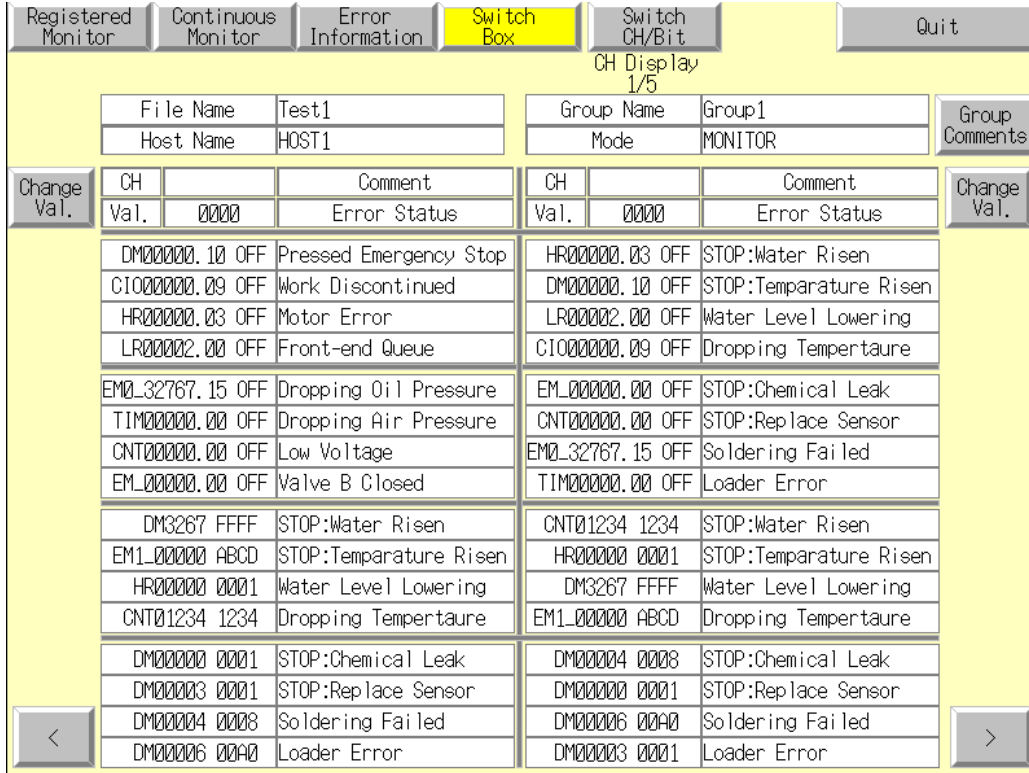 Registered Monitor Continuous Monitor Error Information Switch Box Switch CH/Bit Quit
CH Display
1/5
File Name Test1 Group Name Group1
Host Name HOST1 Mode MONITOR
Group Comments
Change Val. CH Comment CH Comment Change Val.
Val. 0000 Error Status Val. 0000 Error Status
DM00000.10 OFF Pressed Emergency Stop HR00000.03 OFF STOP:Water Risen
CIO00000.09 OFF Work Discontinued DM00000.10 OFF STOP:Temparature Risen
HR00000.03 OFF Motor Error LR00002.00 OFF Water Level Lowering
LR00002.00 OFF Front-end Queue CIO00000.09 OFF Dropping Tempertaure
EM0_32767.15 OFF Dropping Oil Pressure EM_00000.00 OFF STOP:Chemical Leak
TIM00000.00 OFF Dropping Air Pressure CNT00000.00 OFF STOP:Replace Sensor
CNT00000.00 OFF Low Voltage EM0_32767.15 OFF Soldering Failed
EM_00000.00 OFF Valve B Closed TIM00000.00 OFF Loader Error
DM3267 FFFF STOP:Water Risen CNT01234 1234 STOP:Water Risen
EM1_00000 ABCD STOP:Temparature Risen HR00000 0001 STOP:Temparature Risen
HR00000 0001 Water Level Lowering DM3267 FFFF Water Level Lowering
CNT01234 1234 Dropping Tempertaure EM1_00000 ABCD Dropping Tempertaure
DM00000 0001 STOP:Chemical Leak DM00004 0008 STOP:Chemical Leak
DM00003 0001 STOP:Replace Sensor DM00000 0001 STOP:Replace Sensor
DM00004 0008 Soldering Failed DM00006 00A0 Soldering Failed
DM00006 00A0 Loader Error DM00003 0001 Loader Error
< >